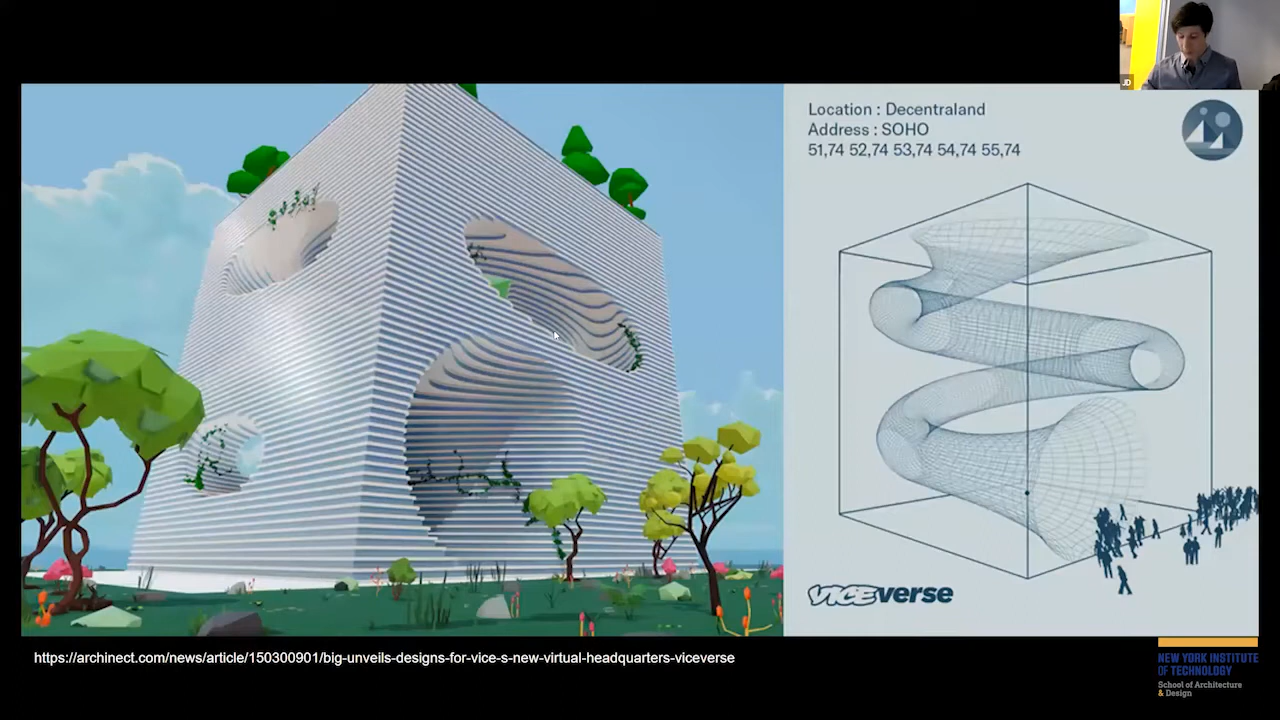 JD
Location : Decentraland
Address : SOHO
51,74 52,74 53,74 54,74 55,74
VICEverse
https://archinect.com/news/article/150300901/big-unveils-designs-for-vice-s-new-virtual-headquarters-viceverse
NEW YORK INSTITUTE
OF TECHNOLOGY
School of Architecture
& Design